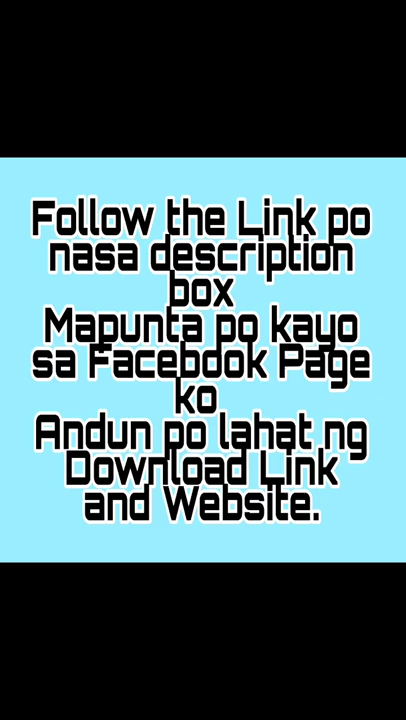 Follow the Link po
nasa description
box
Mapunta po kayo
sa Facebook Page
ko
Andun po lahat ng
Download Link
and Website.